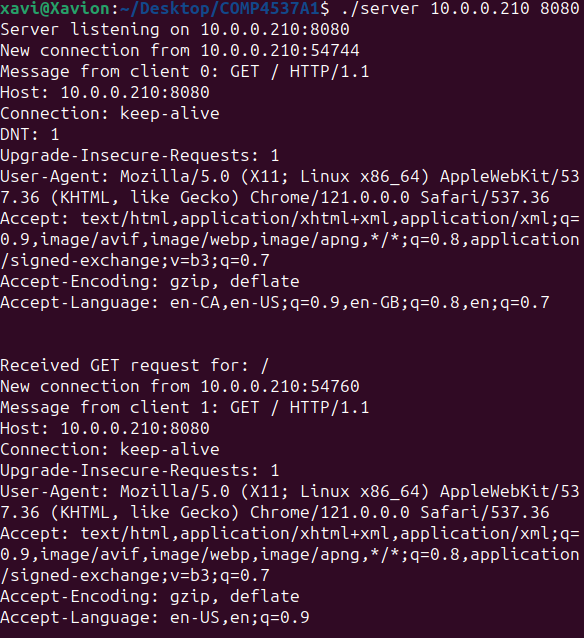 xavi@Xavion:~/Desktop/COMP4537A1$ ./server 10.0.0.210 8080
Server listening on 10.0.0.210:8080
New connection from 10.0.0.210:54744
Message from client 0: GET / HTTP/1.1
Host: 10.0.0.210:8080
Connection: keep-alive
DNT: 1
Upgrade-Insecure-Requests: 1
User-Agent: Mozilla/5.0 (X11; Linux x86_64) AppleWebKit/53
7.36 (KHTML, like Gecko) Chrome/121.0.0.0 Safari/537.36
Accept: text/html,application/xhtml+xml,application/xml;q=
0.9,image/avif,image/webp,image/apng,*/*;q=0.8,application
/signed-exchange;v=b3;q=0.7
Accept-Encoding: gzip, deflate
Accept-Language: en-CA,en-US;q=0.9,en-GB;q=0.8,en;q=0.7
Received GET request for: /
New connection from 10.0.0.210:54760
Message from client 1: GET / HTTP/1.1
Host: 10.0.0.210:8080
Connection: keep-alive
Upgrade-Insecure-Requests: 1
User-Agent: Mozilla/5.0 (X11; Linux x86_64) AppleWebKit/53
7.36 (KHTML, like Gecko) Chrome/121.0.0.0 Safari/537.36
Accept: text/html,application/xhtml+xml,application/xml;q=
0.9,image/avif,image/webp,image/apng,*/*;q=0.8,application
/signed-exchange;v=b3;q=0.7
Accept-Encoding: gzip, deflate
Accept-Language: en-US,en;q=0.9